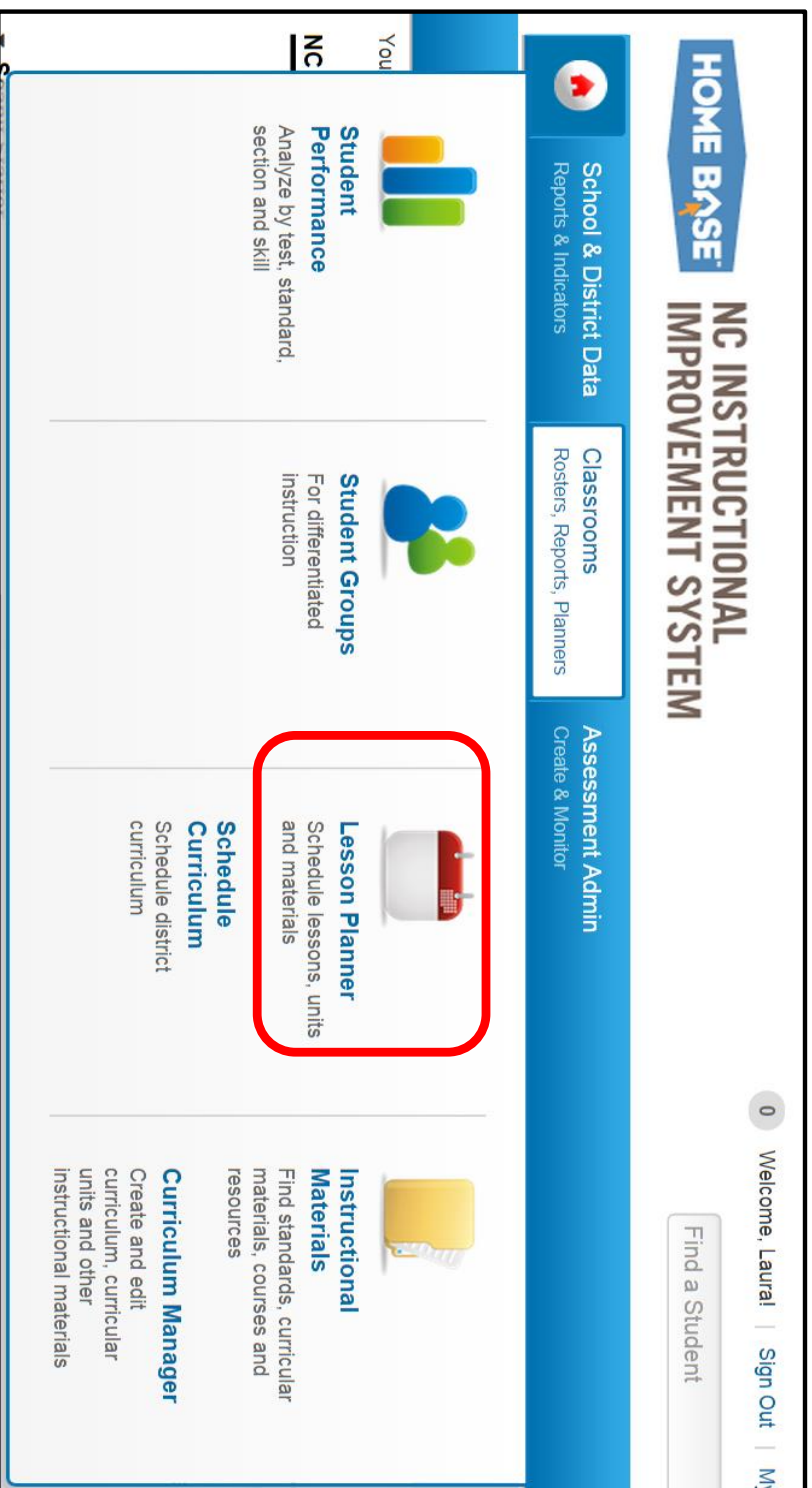 HOME BASE
NC INSTRUCTIONAL
IMPROVEMENT SYSTEM
0 Welcome, Laura! | Sign Out | My
Find a Student
School & District Data
Reports & Indicators
Classrooms
Rosters, Reports, Planners
Assessment Admin
Create & Monitor
You
NC
Student
Performance
Analyze by test, standard,
section and skill
Student Groups
For differentiated
instruction
Lesson Planner
Schedule lessons, units
and materials
Schedule
Curriculum
Schedule district
curriculum
Instructional
Materials
Find standards, curricular
materials, courses and
resources
Curriculum Manager
Create and edit
curriculum, curricular
units and other
instructional materials